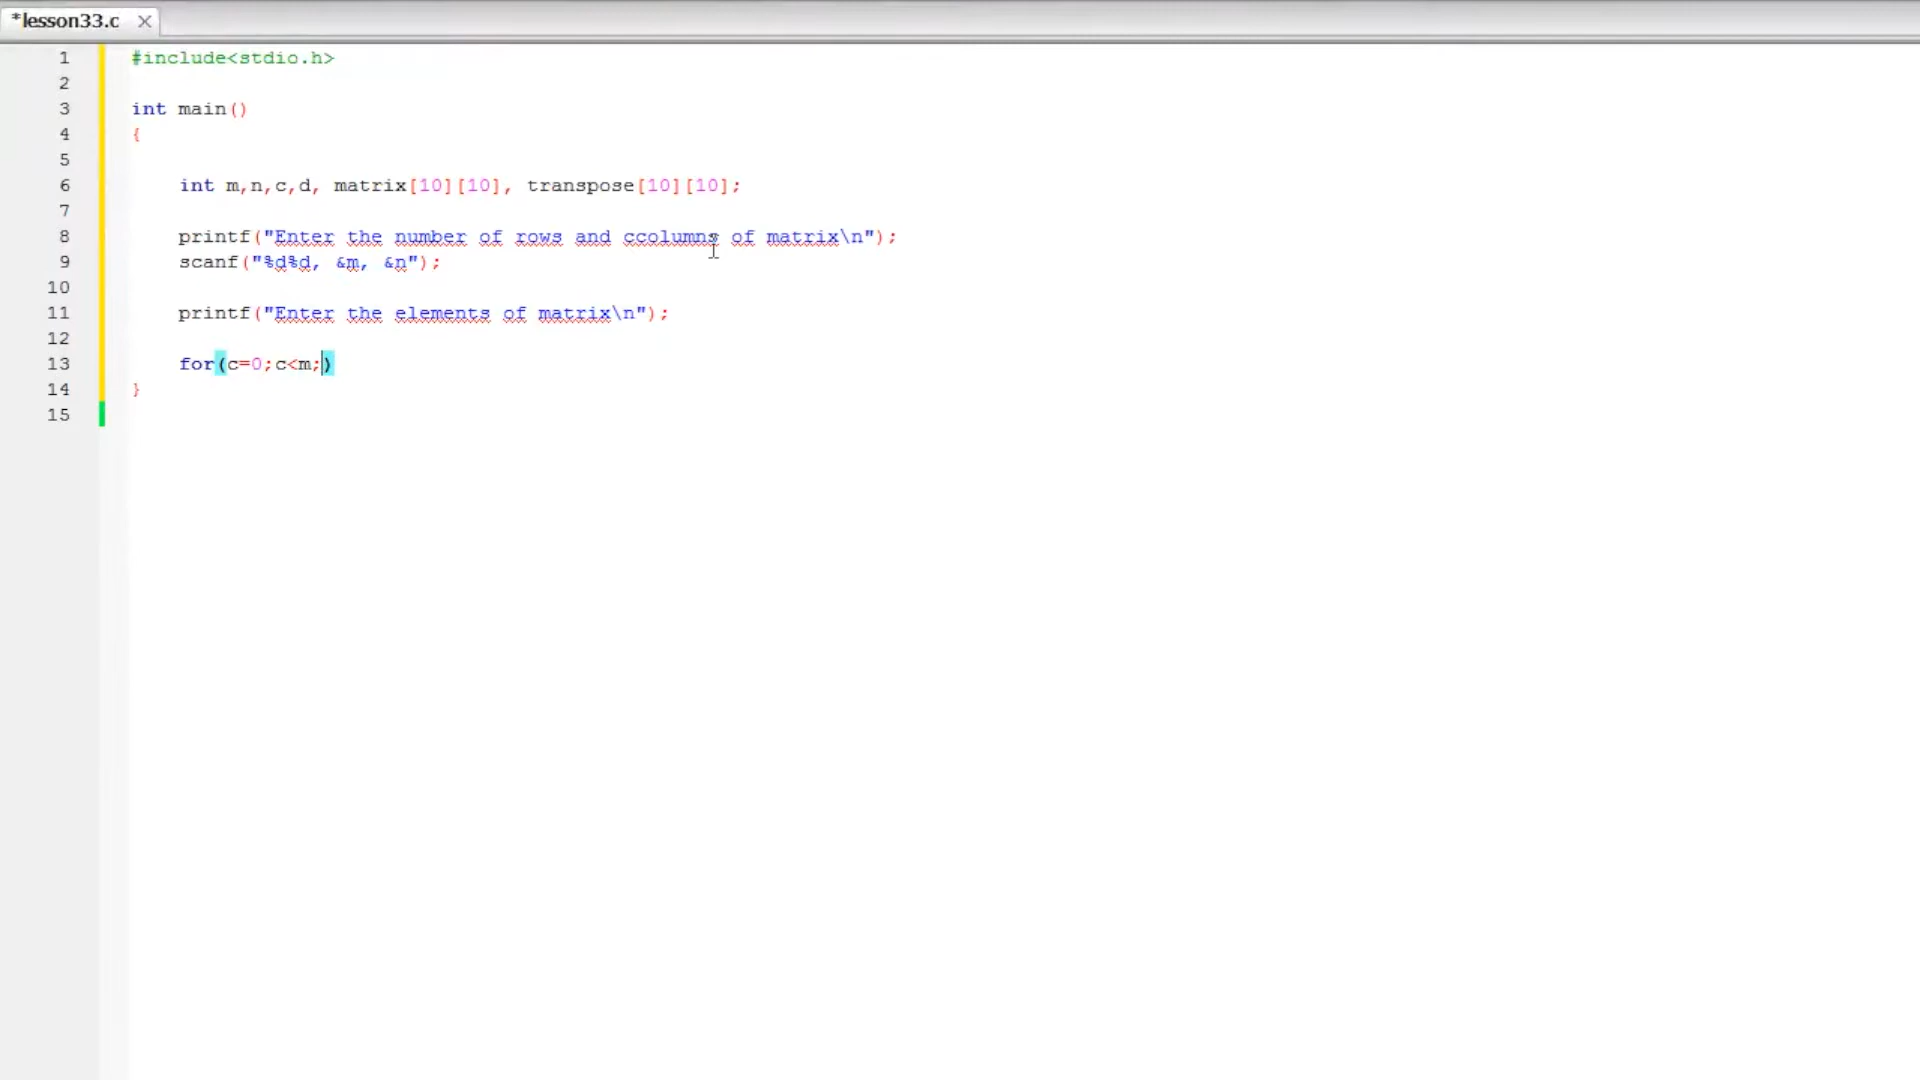 *lesson33.c
1 #include<stdio.h>
2
3 int main()
4 {
5
6 int m,n,c,d, matrix[10][10], transpose[10][10];
7
8 printf("Enter the number of rows and ccolumns of matrix\n");
9 scanf("%d%d, &m, &n");
10
11 printf("Enter the elements of matrix\n");
12
13 for(c=0;c<m;)
14 }
15